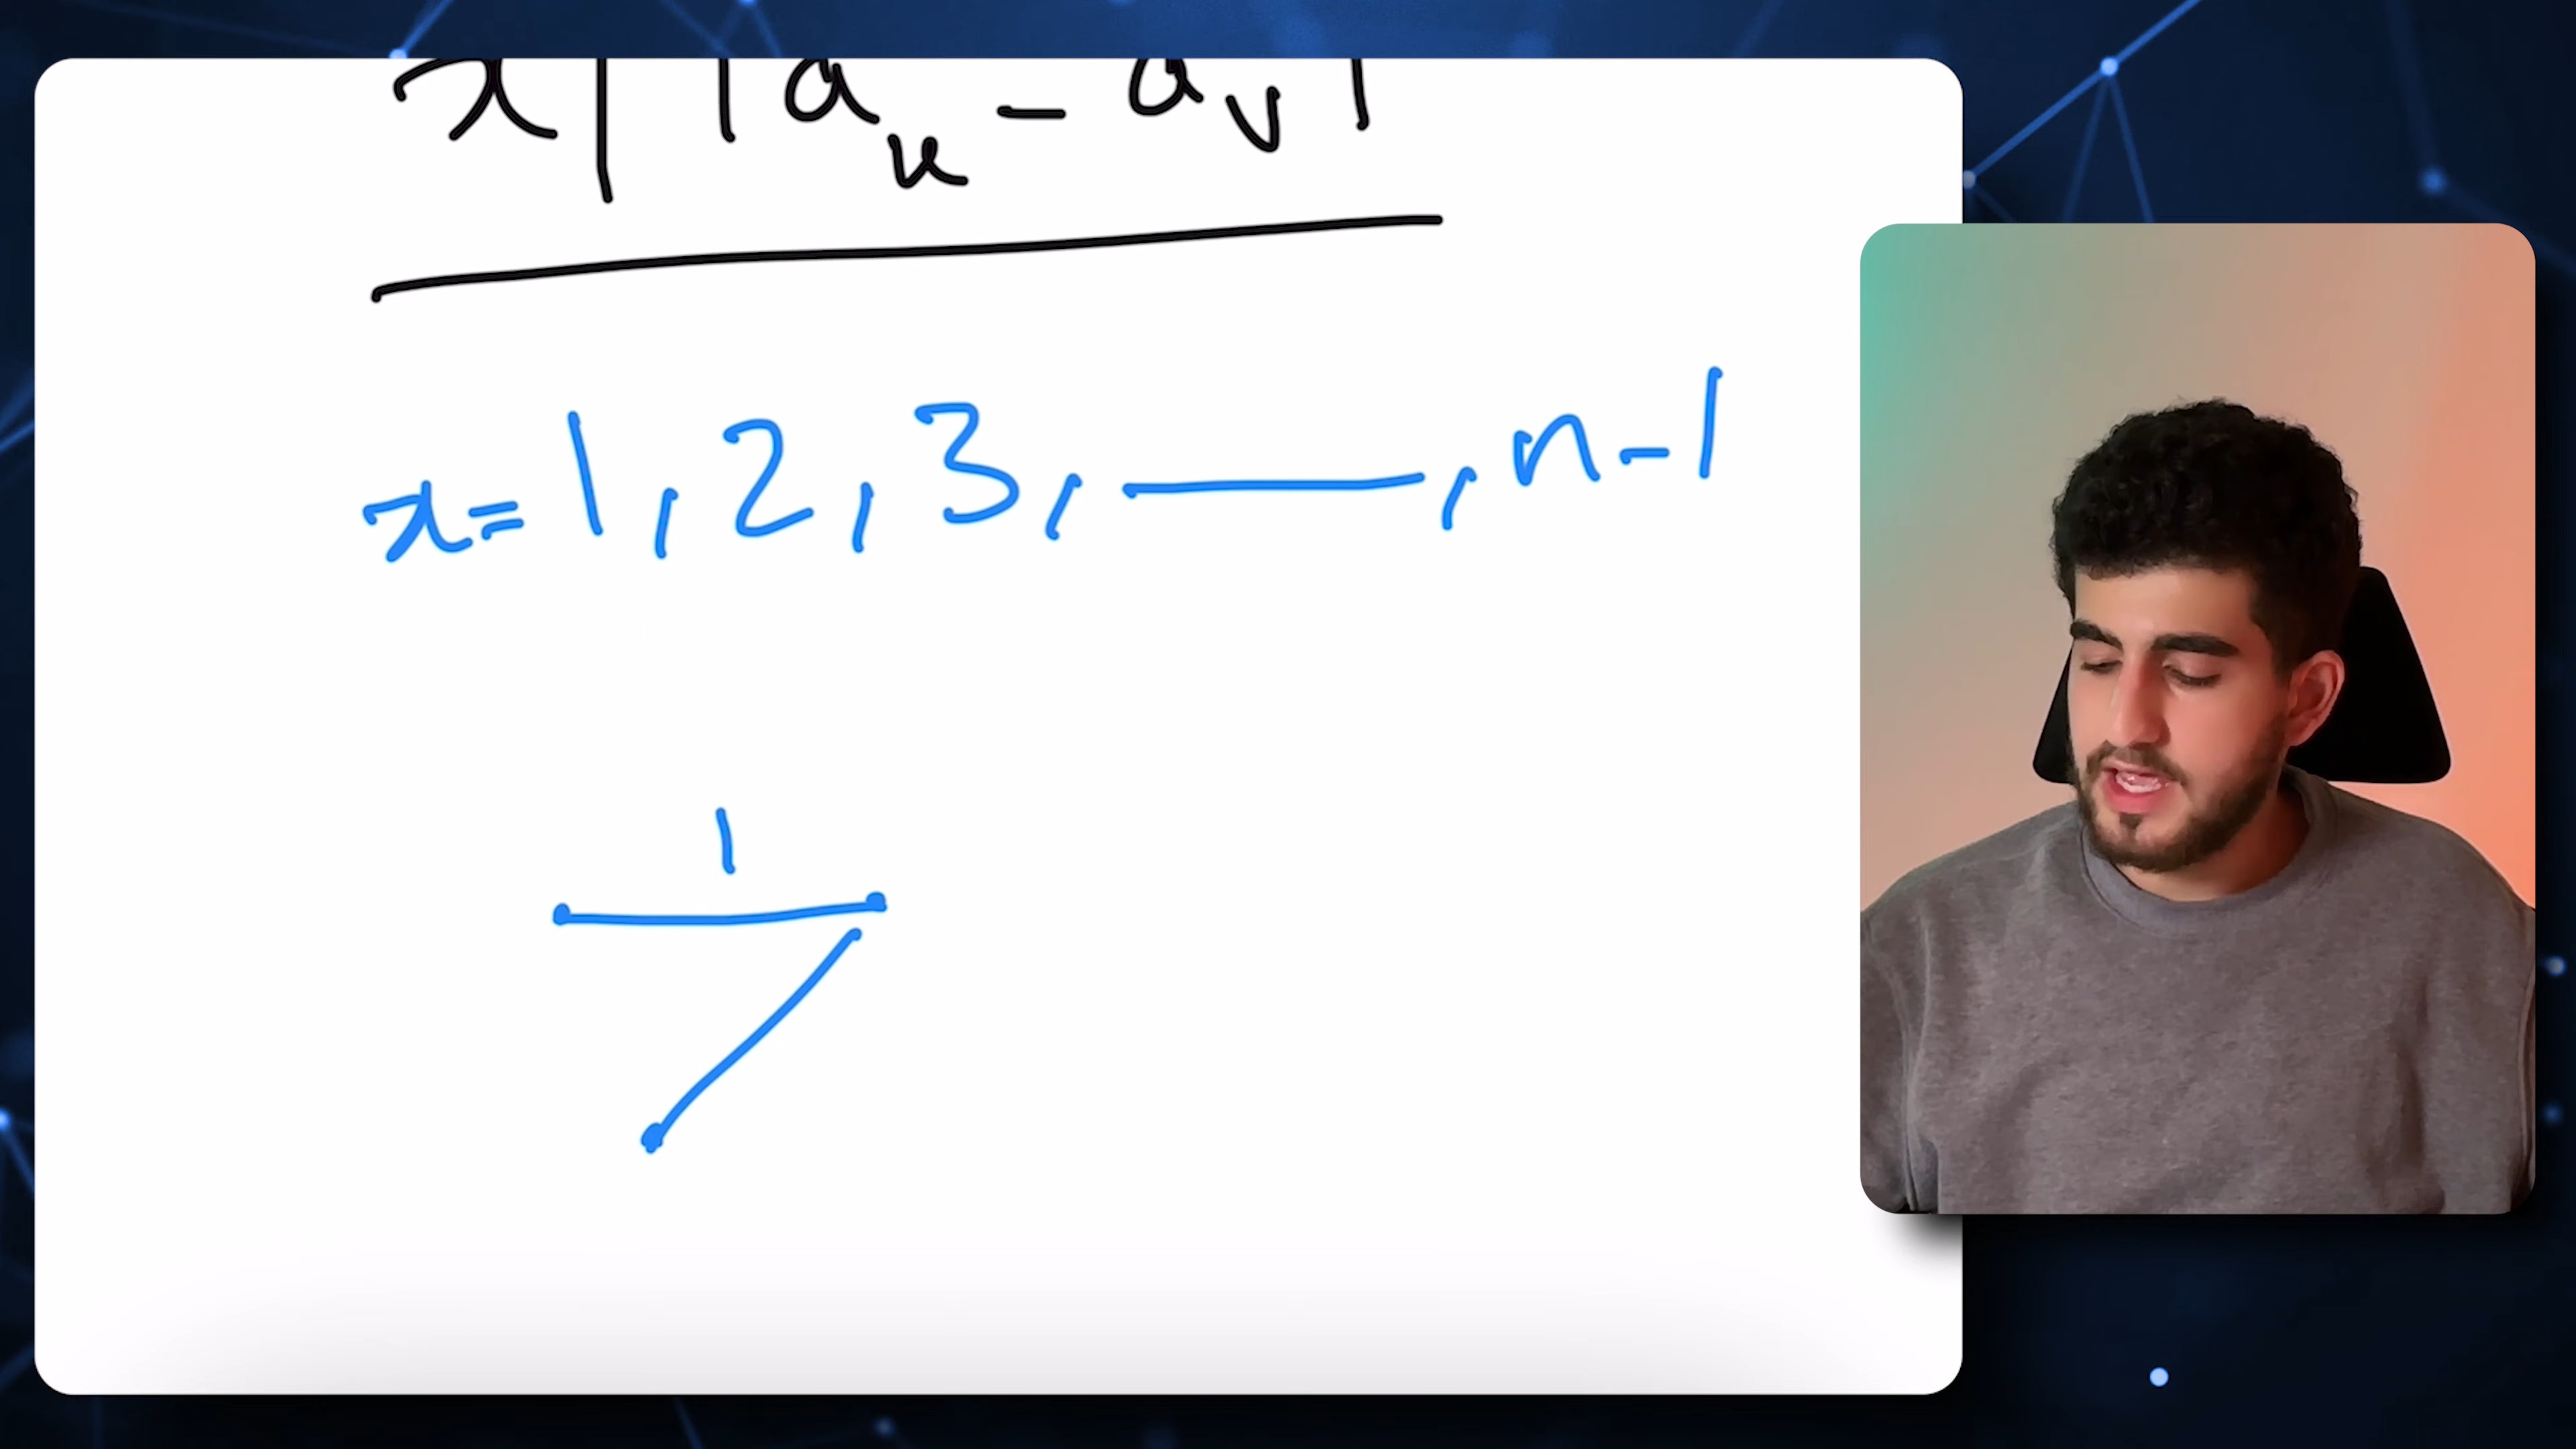 x | |a_u - a_v|
x = 1, 2, 3, ——, n-1
1